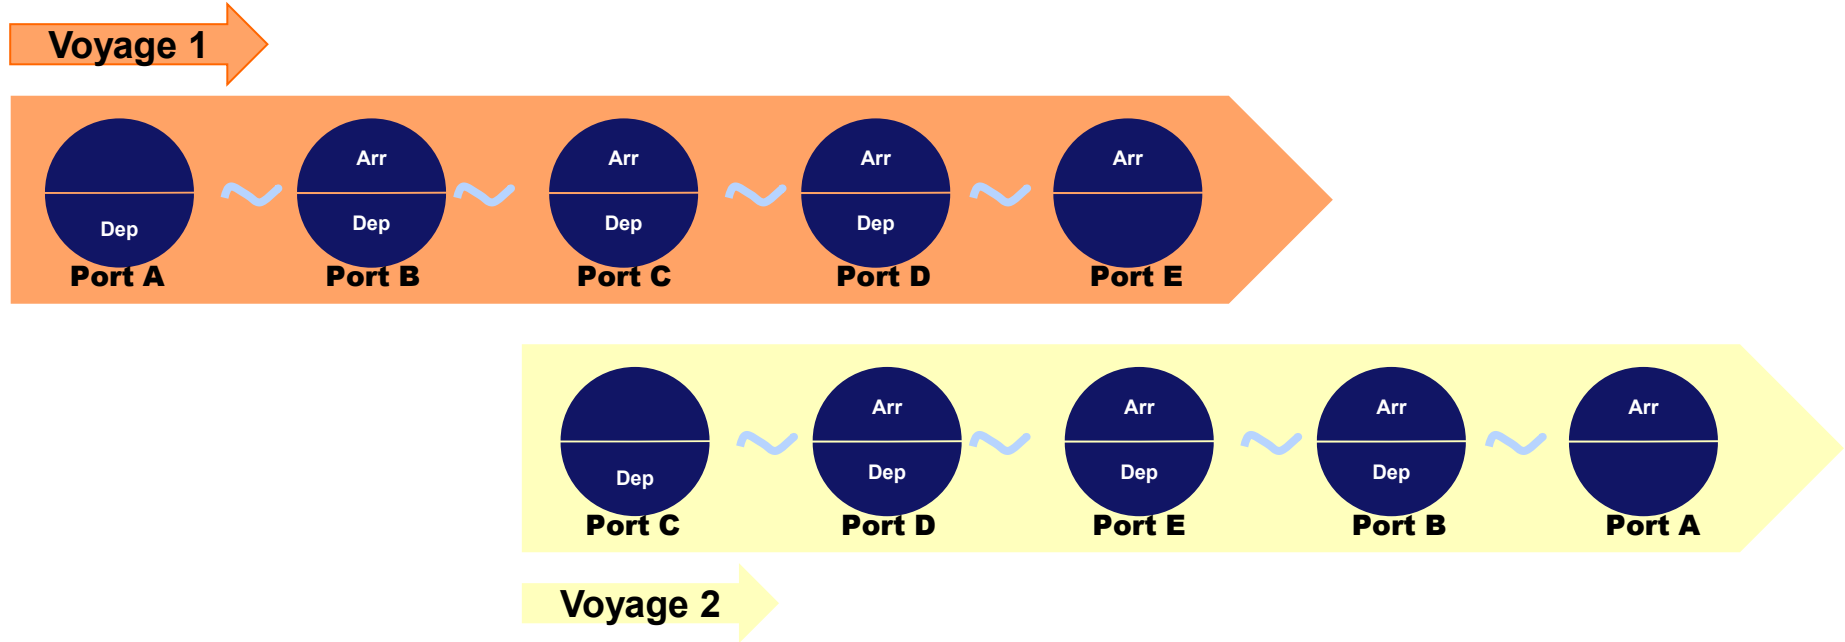 Voyage 1
Arr Arr Arr Arr
Dep Dep Dep Dep
Port A Port B Port C Port D Port E
Arr Arr Arr Arr
Dep Dep Dep Dep
Port C Port D Port E Port B Port A
Voyage 2